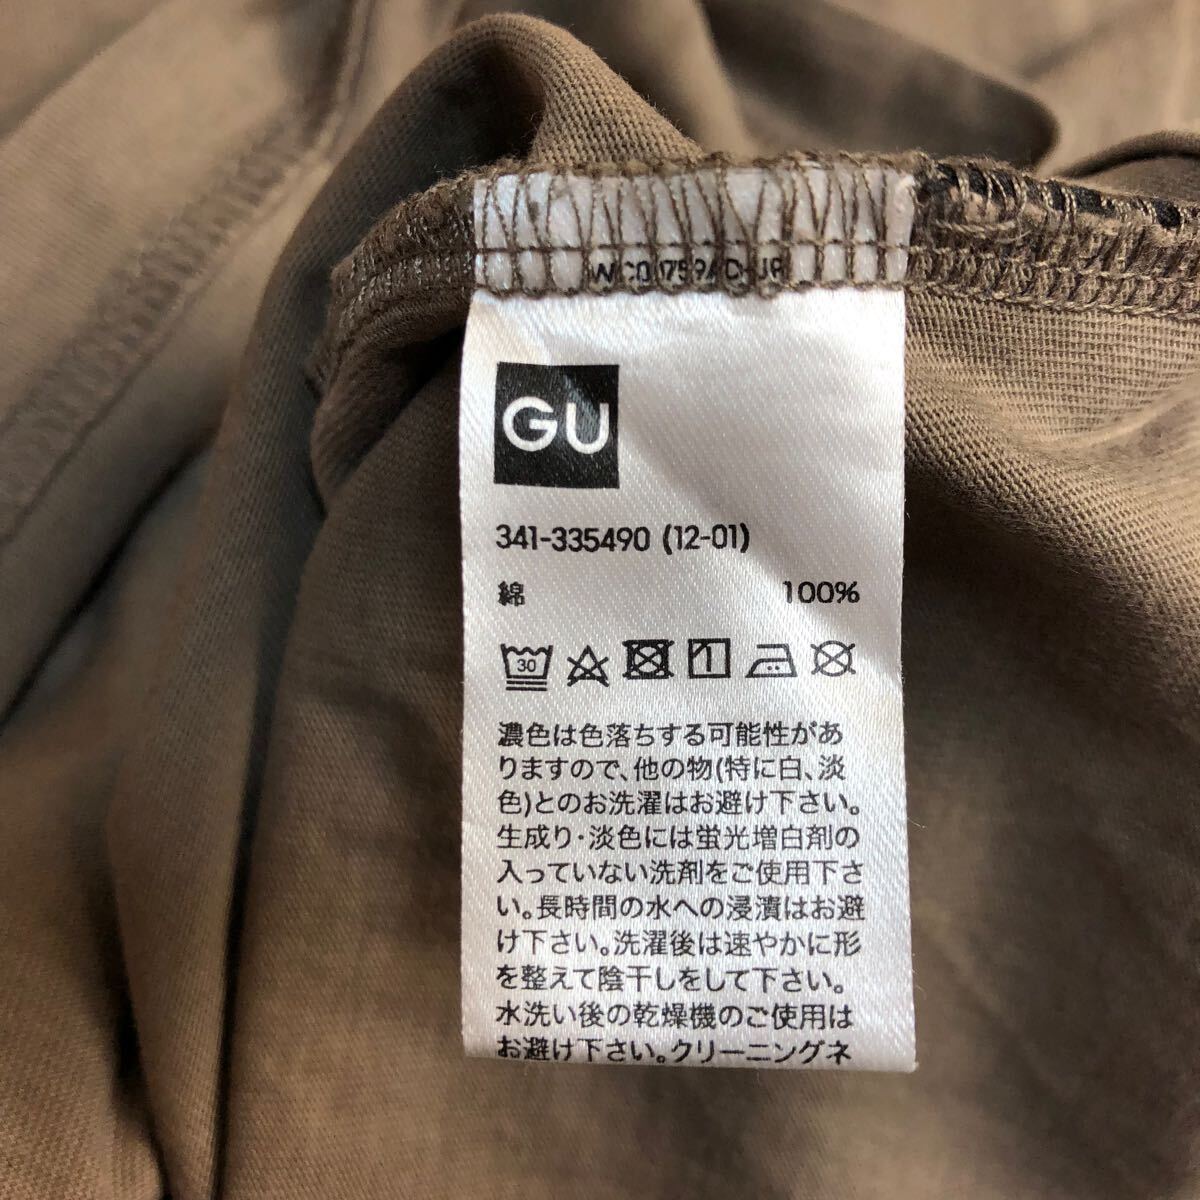 GU
341-335490 (12-01)
綿 100%
30
濃色は色落ちする可能性があ
りますので、他の物(特に白、淡
色)とのお洗濯はお避け下さい。
生成り・淡色には蛍光増白剤の
入っていない洗剤をご使用下さ
い。長時間の水への浸漬はお避
け下さい。洗濯後は速やかに形
を整えて陰干しをして下さい。
水洗い後の乾燥機のご使用は
お避け下さい。クリーニングネ